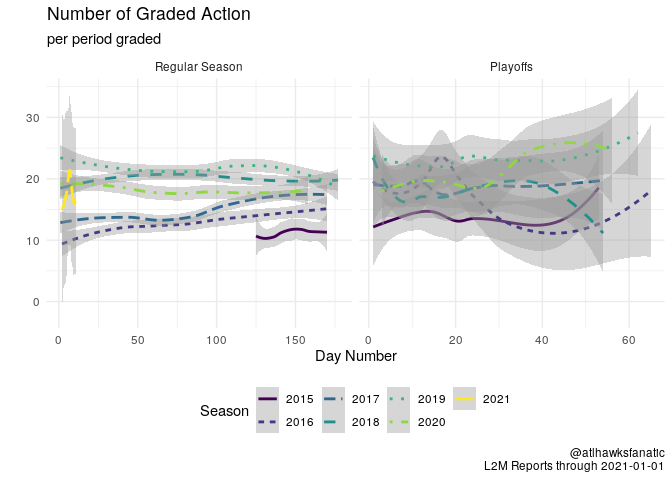 Number of Graded Action
per period graded
Regular Season
Playoffs
30
20
10
0
0 50 100 150
0 20 40 60
Day Number
Season
2015 2017 2019 2021
2016 2018 2020
@atlhawksfanatic
L2M Reports through 2021-01-01